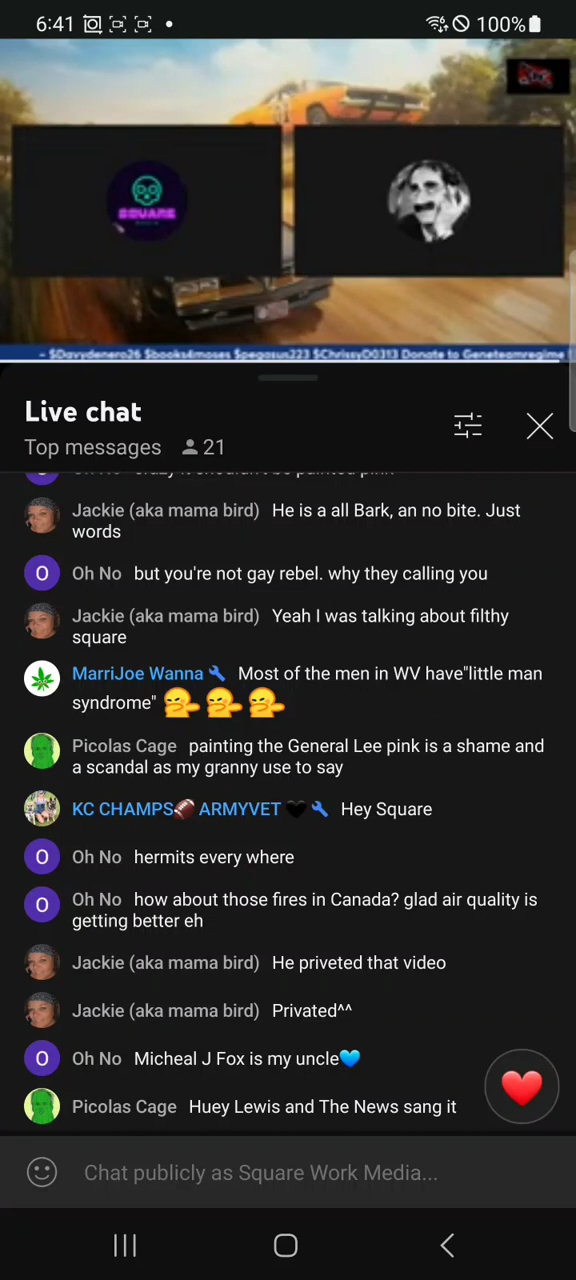 6:41 100%
SQUARE
~ $Davydenero26 $books4moses $pegasus223 $ChrissyD0313 Donate to Geneteamregime
Live chat
Top messages 21
Jackie (aka mama bird) He is a all Bark, an no bite. Just
words
O Oh No but you're not gay rebel. why they calling you
Jackie (aka mama bird) Yeah I was talking about filthy
square
MarriJoe Wanna 🔧 Most of the men in WV have"little man
syndrome"
Picolas Cage painting the General Lee pink is a shame and
a scandal as my granny use to say
KC CHAMPS🏈 ARMYVET 🖤 🔧 Hey Square
O Oh No hermits every where
O Oh No how about those fires in Canada? glad air quality is
getting better eh
Jackie (aka mama bird) He priveted that video
Jackie (aka mama bird) Privated^^
O Oh No Micheal J Fox is my uncle💙
Picolas Cage Huey Lewis and The News sang it
Chat publicly as Square Work Media...